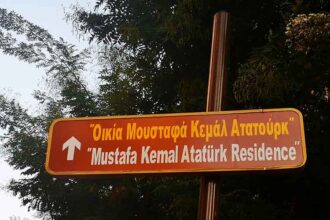 "Οικία Μουσταφά Κεμάλ Ατατούρκ"
"Mustafa Kemal Atatürk Residence"